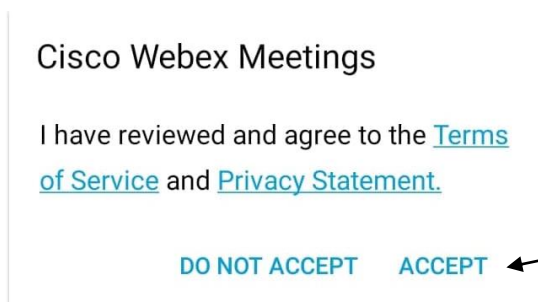 Cisco Webex Meetings
I have reviewed and agree to the Terms
of Service and Privacy Statement.
DO NOT ACCEPT ACCEPT